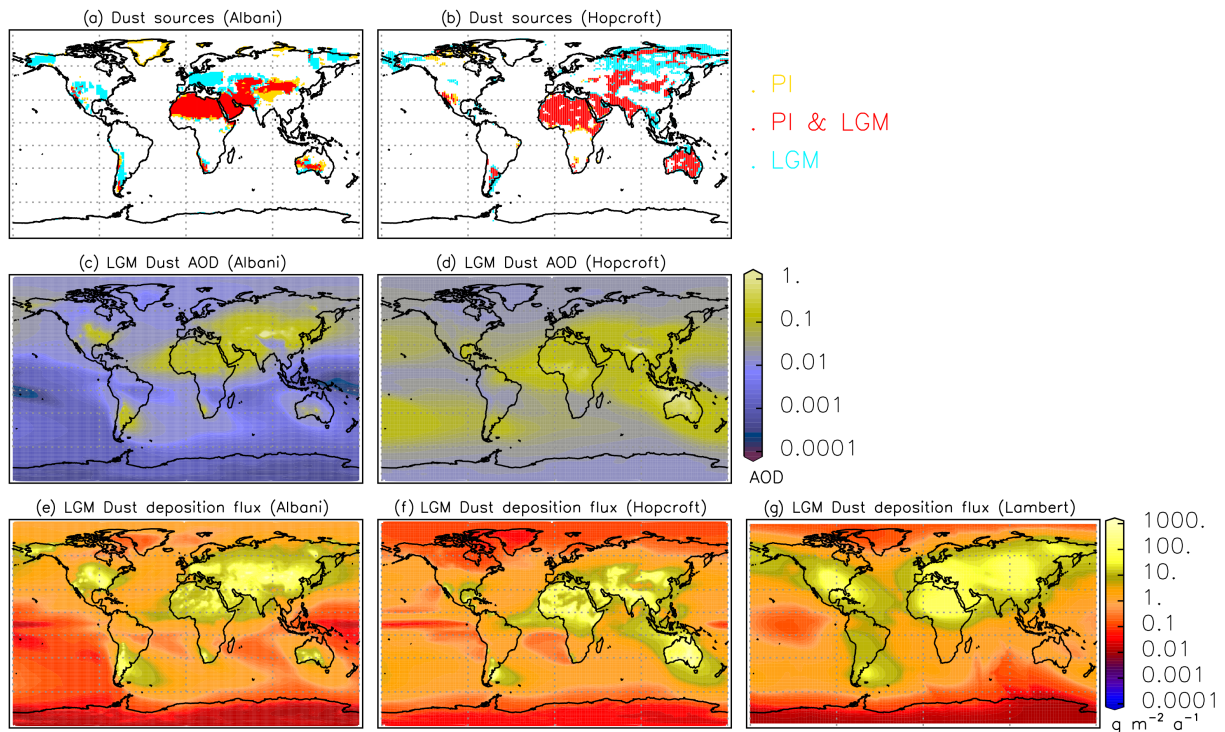 (a) Dust sources (Albani)
(b) Dust sources (Hopcroft)
. PI
. PI & LGM
. LGM
(c) LGM Dust AOD (Albani)
(d) LGM Dust AOD (Hopcroft)
1.
0.1
0.01
0.001
0.0001
AOD
(e) LGM Dust deposition flux (Albani)
(f) LGM Dust deposition flux (Hopcroft)
(g) LGM Dust deposition flux (Lambert)
1000.
100.
10.
1.
0.1
0.01
0.001
0.0001
g m⁻² a⁻¹